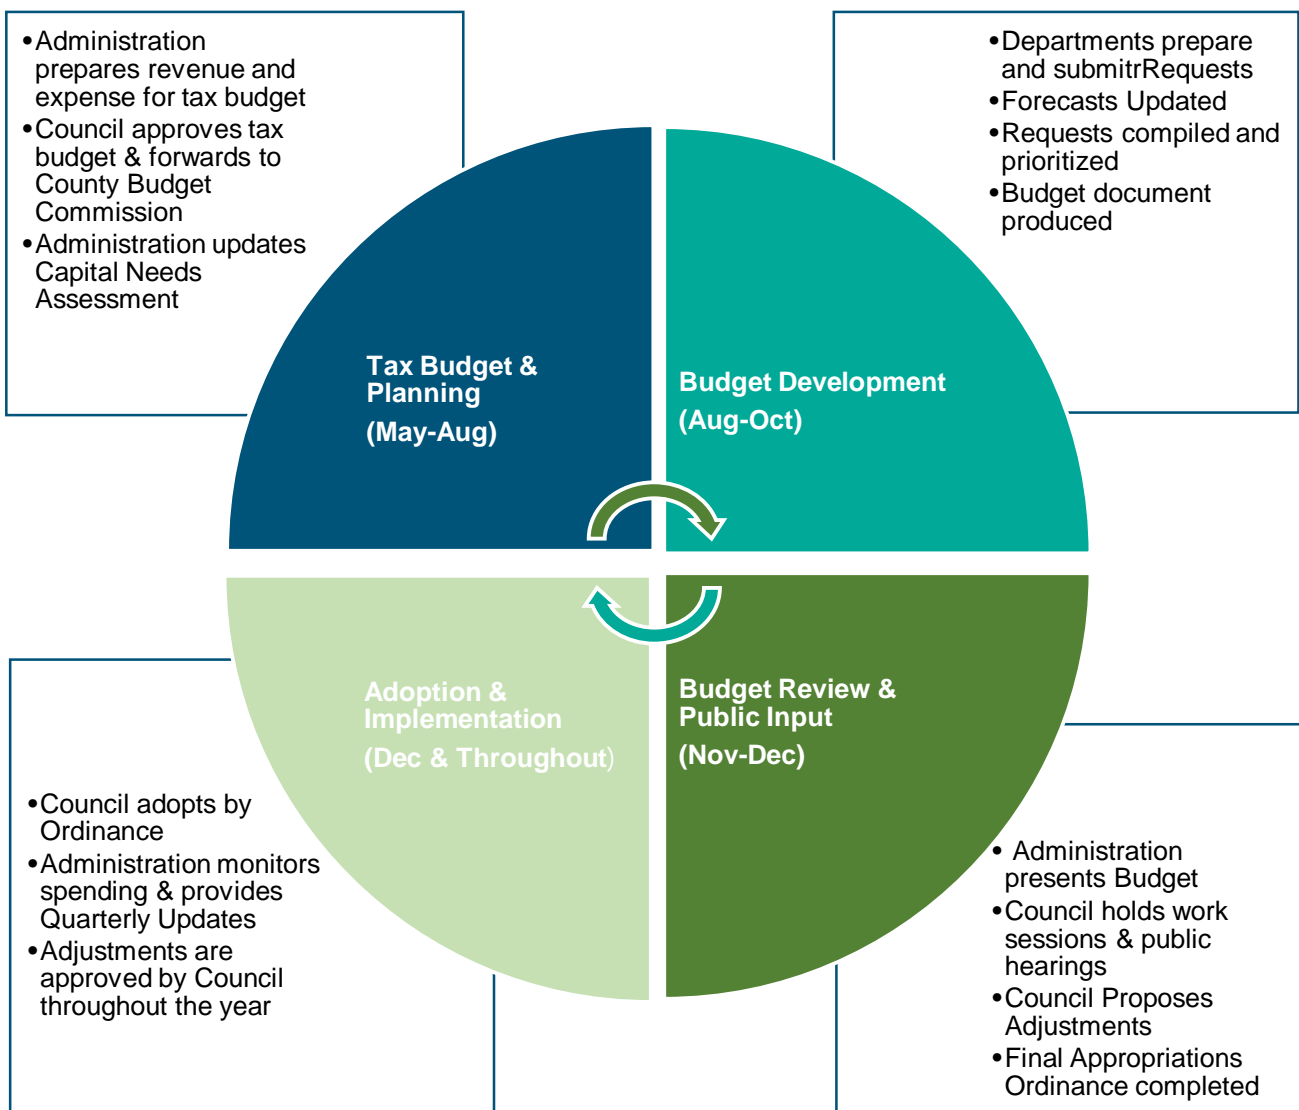 •Administration
prepares revenue and
expense for tax budget
•Council approves tax
budget & forwards to
County Budget
Commission
•Administration updates
Capital Needs
Assessment
•Departments prepare
and submitrRequests
•Forecasts Updated
•Requests compiled and
prioritized
•Budget document
produced
Tax Budget &
Planning
(May-Aug)
Budget Development
(Aug-Oct)
Adoption &
Implementation
(Dec & Throughout)
Budget Review &
Public Input
(Nov-Dec)
•Council adopts by
Ordinance
•Administration monitors
spending & provides
Quarterly Updates
•Adjustments are
approved by Council
throughout the year
• Administration
presents Budget
•Council holds work
sessions & public
hearings
•Council Proposes
Adjustments
•Final Appropriations
Ordinance completed